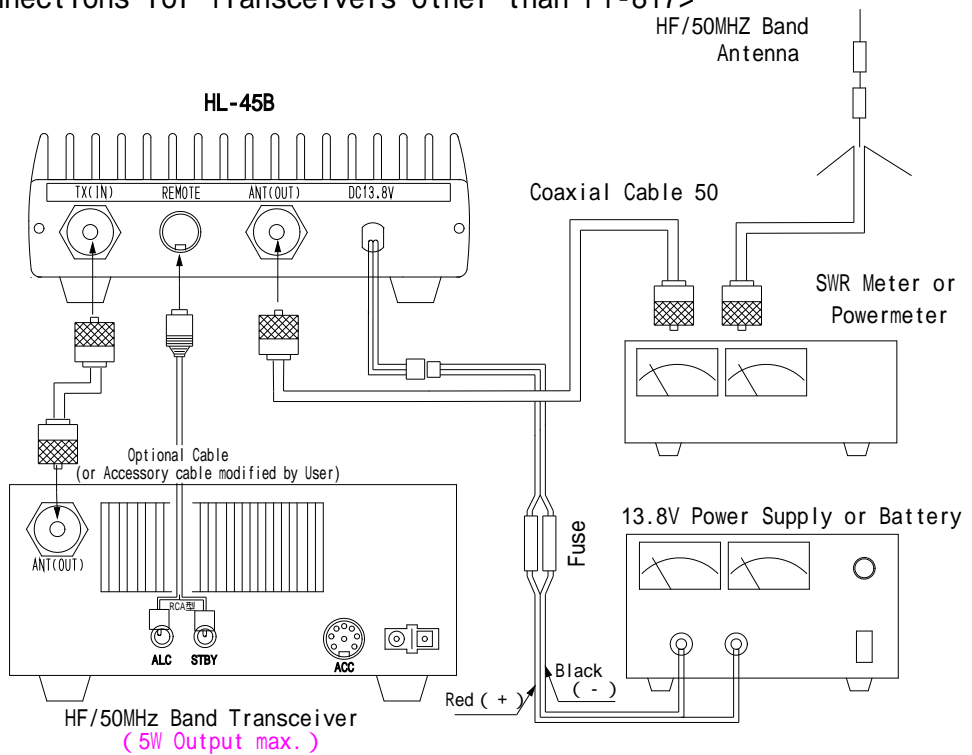 nnections for Transceivers other than FT-817>
HF/50MHZ Band
Antenna
HL-45B
TX(IN) REMOTE ANT(OUT) DC13.8V
Coaxial Cable 50
SWR Meter or
Powermeter
Optional Cable
(or Accessory cable modified by User)
ANT(OUT)
Fuse
13.8V Power Supply or Battery
RCA型
ALC STBY
ACC
Black
( - )
Red ( + )
HF/50MHz Band Transceiver
( 5W Output max. )